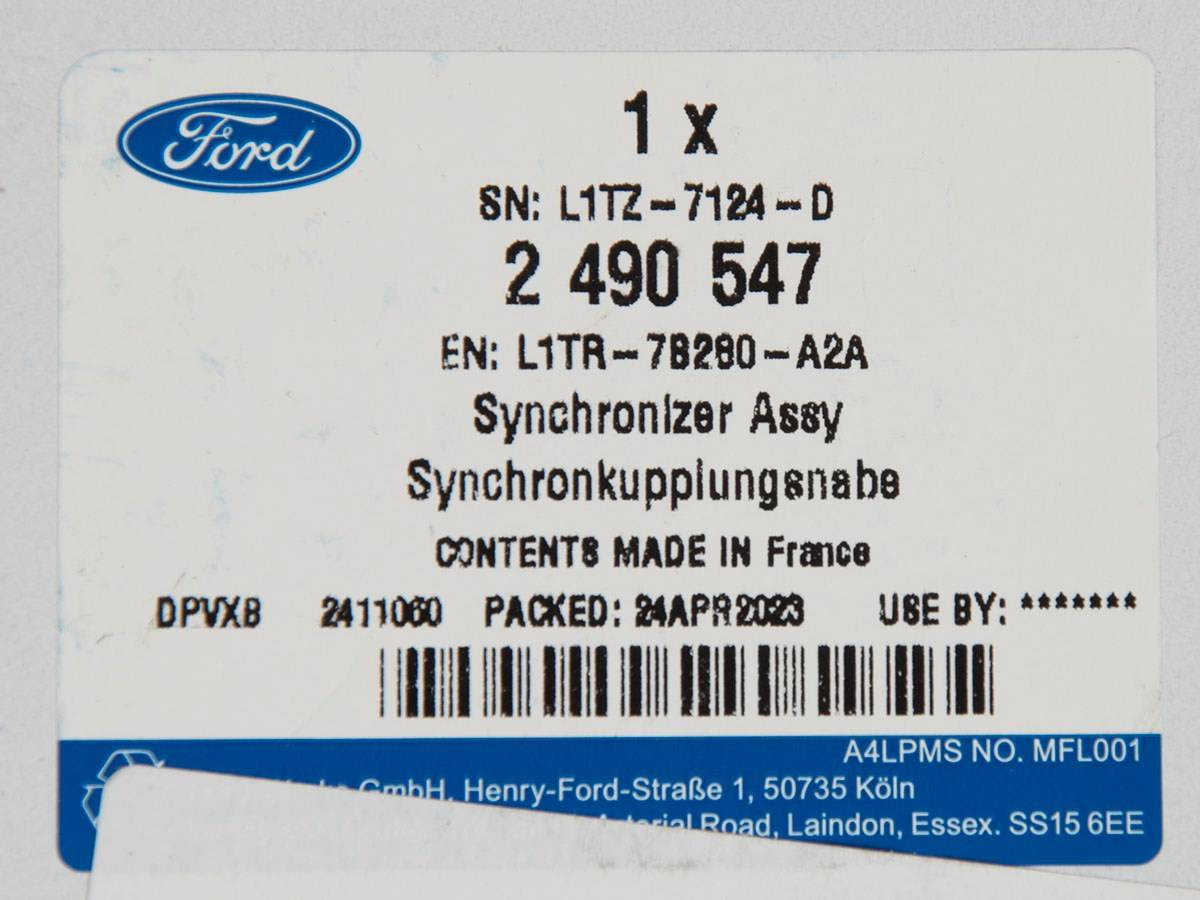 Ford
1 x
SN: L1TZ-7124-D
2 490 547
EN: L1TR-7B280-A2A
Synchronizer Assy
Synchronkupplungsnabe
CONTENTS MADE IN France
DPVXB 2411060 PACKED: 24APR2023 USE BY: *******
A4LPMS NO. MFL001
GmbH, Henry-Ford-Straße 1, 50735 Köln
Road, Laindon, Essex. SS15 6EE